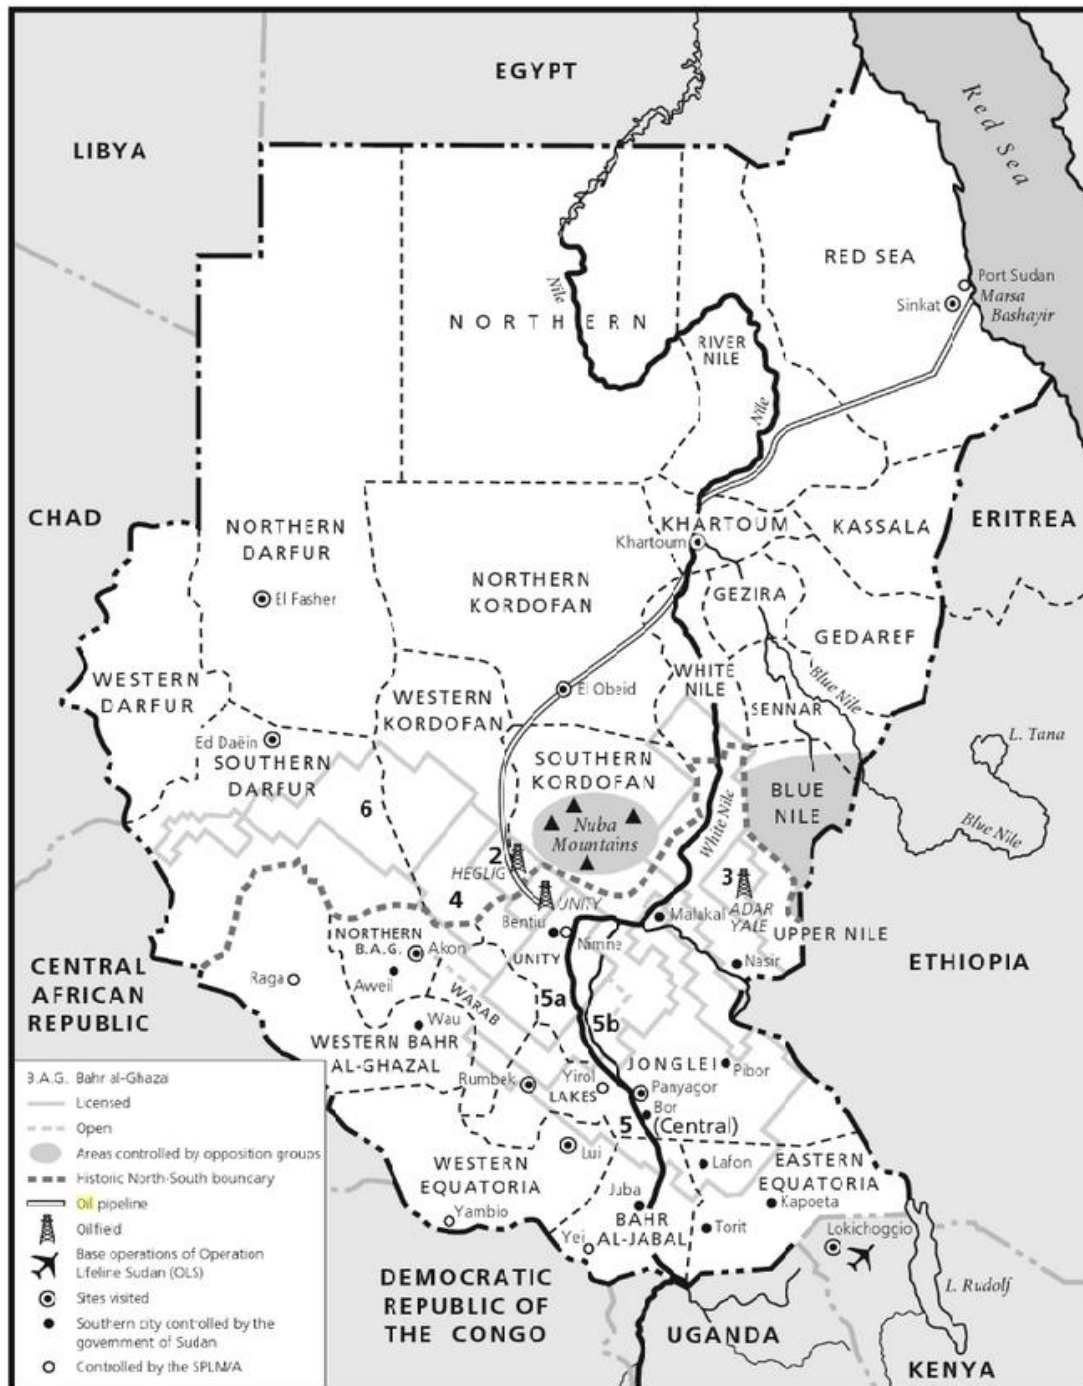 EGYPT
LIBYA
Red Sea
RED SEA
Port Sudan
Marsa
Bashayir
Sinkat
Nile
NORTHERN
RIVER
NILE
Nile
CHAD
NORTHERN
DARFUR
KHARTOUM
Khartoum
KASSALA
ERITREA
El Fasher
NORTHERN
KORDOFAN
GEZIRA
GEDAREF
WESTERN
DARFUR
WESTERN
KORDOFAN
El Obeid
WHITE
NILE
SENNAR
Blue Nile
L. Tana
Ed Daëin
SOUTHERN
DARFUR
SOUTHERN
KORDOFAN
BLUE
NILE
6
Nuba
Mountains
White Nile
Blue Nile
2
HEGLIG
3
4
UNITY
Malakal
ADAR
YALE
Bentiu
Nimne
UPPER NILE
NORTHERN
B.A.G.
Akon
UNITY
Nasir
ETHIOPIA
CENTRAL
AFRICAN
REPUBLIC
Raga
Aweil
WARAB
5a
5b
Wau
WESTERN BAHR
AL-GHAZAL
JONGLEI
Pibor
Rumbek
Yirol
LAKES
Panyagor
Bor
5 (Central)
Lui
Lafon
WESTERN
EQUATORIA
EASTERN
EQUATORIA
Juba
Kapoeta
Yambio
BAHR
AL-JABAL
Torit
Yei
Lokichoggio
DEMOCRATIC
REPUBLIC OF
THE CONGO
L. Rudolf
UGANDA
KENYA
B.A.G. Bahr al-Ghazal
Licensed
Open
Areas controlled by opposition groups
Historic North-South boundary
Oil pipeline
Oilfield
Base operations of Operation
Lifeline Sudan (OLS)
Sites visited
Southern city controlled by the
government of Sudan
Controlled by the SPLM/A